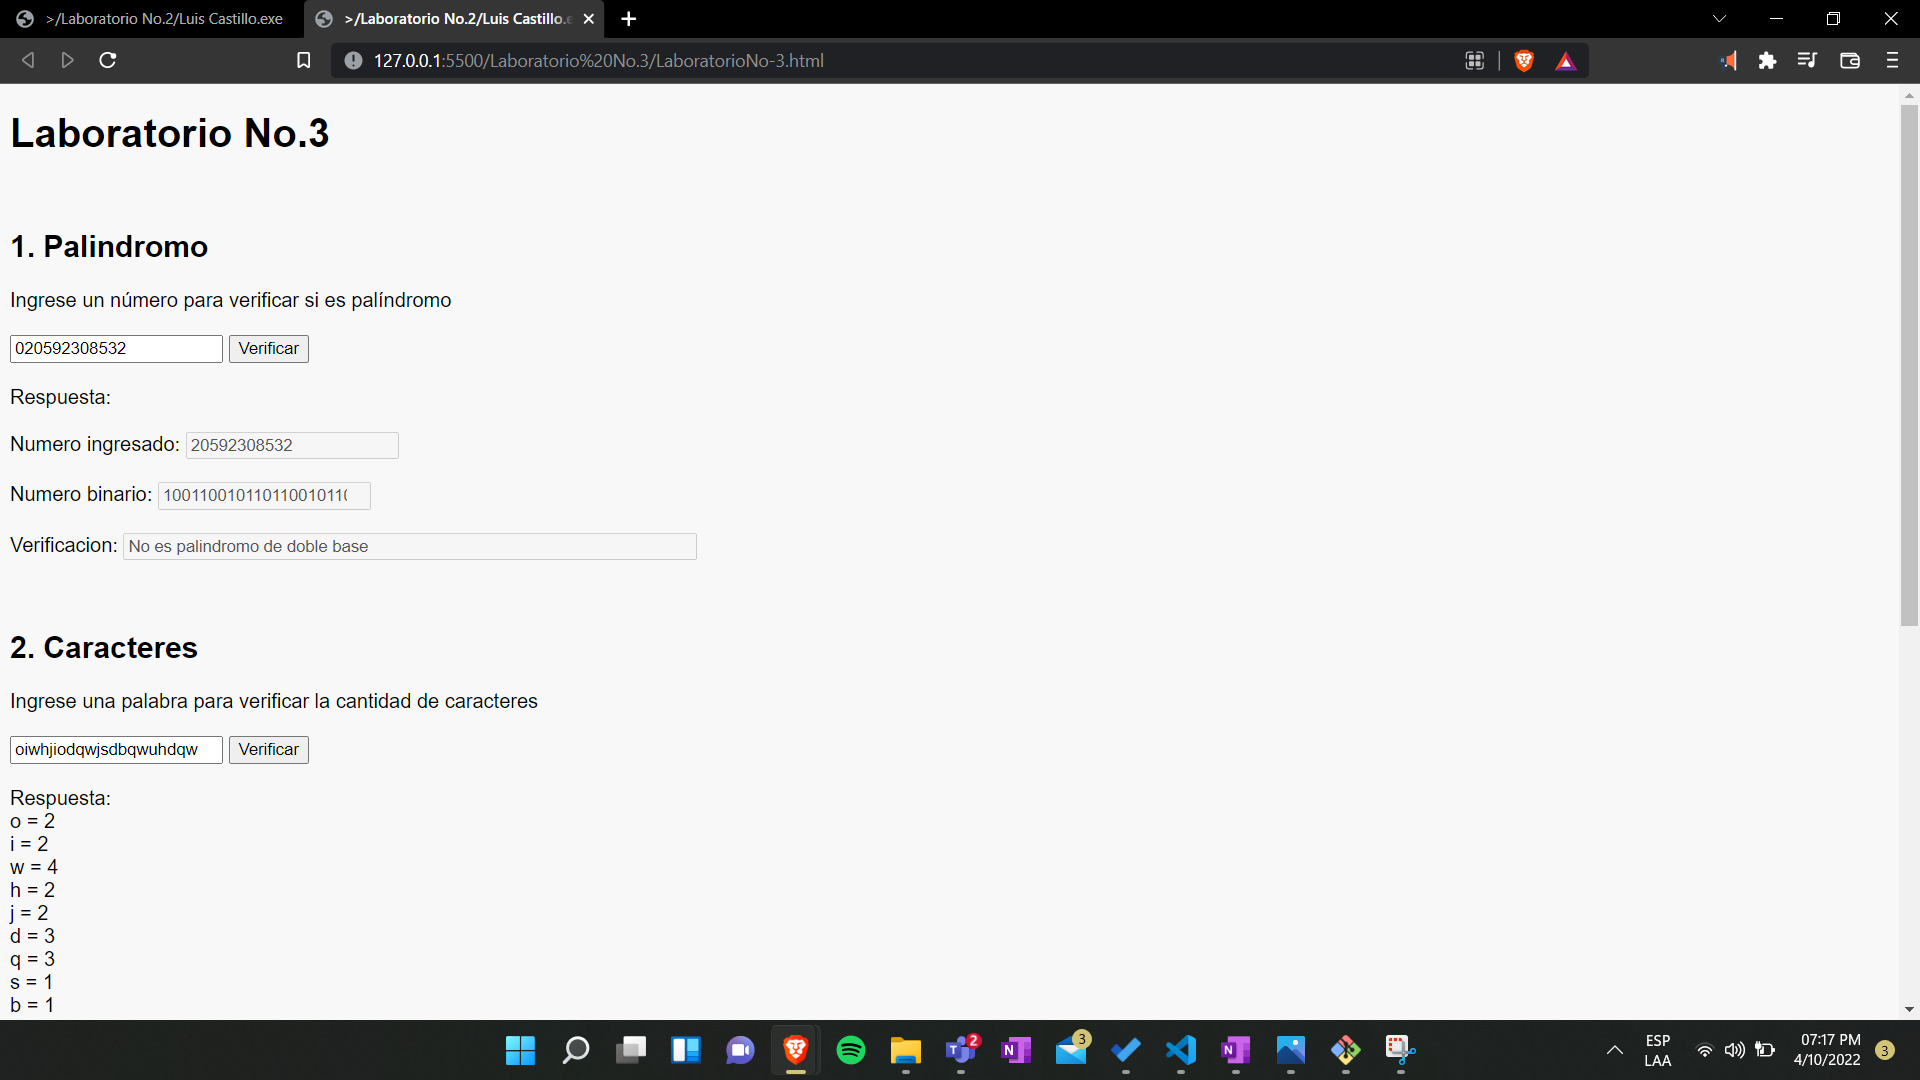 >/Laboratorio No.2/Luis Castillo.exe
>/Laboratorio No.2/Luis Castillo.e
127.0.0.1:5500/Laboratorio%20No.3/LaboratorioNo-3.html
Laboratorio No.3
1. Palindromo
Ingrese un número para verificar si es palíndromo
020592308532 Verificar
Respuesta:
Numero ingresado: 20592308532
Numero binario: 100110010110110010110
Verificacion: No es palindromo de doble base
2. Caracteres
Ingrese una palabra para verificar la cantidad de caracteres
oiwhjiodqwjsdbqwuhdqw Verificar
Respuesta:
o = 2
i = 2
w = 4
h = 2
j = 2
d = 3
q = 3
s = 1
b = 1
2
3
ESP
LAA
07:17 PM
4/10/2022
3